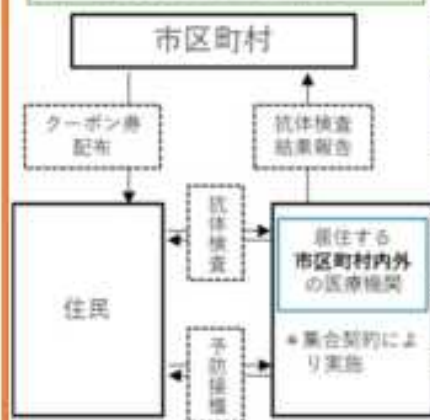 市区町村
クーポン券
配布
抗体検査
結果報告
抗体検査
住民
居住する
市区町村内外
の医療機関
＊集合契約によ
り実施
予防接種